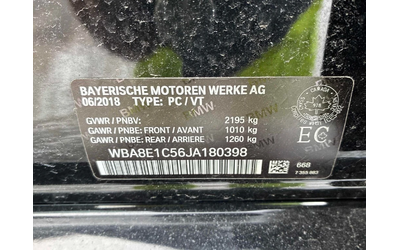 BAYERISCHE MOTOREN WERKE AG
06/2018 TYPE: PC / VT
GVWR / PNBV: 2195 kg
GAWR / PNBE: FRONT / AVANT 1010 kg
GAWR / PNBE: REAR / ARRIERE 1260 kg
WBA8E1C56JA180398
CANADA
EC
668